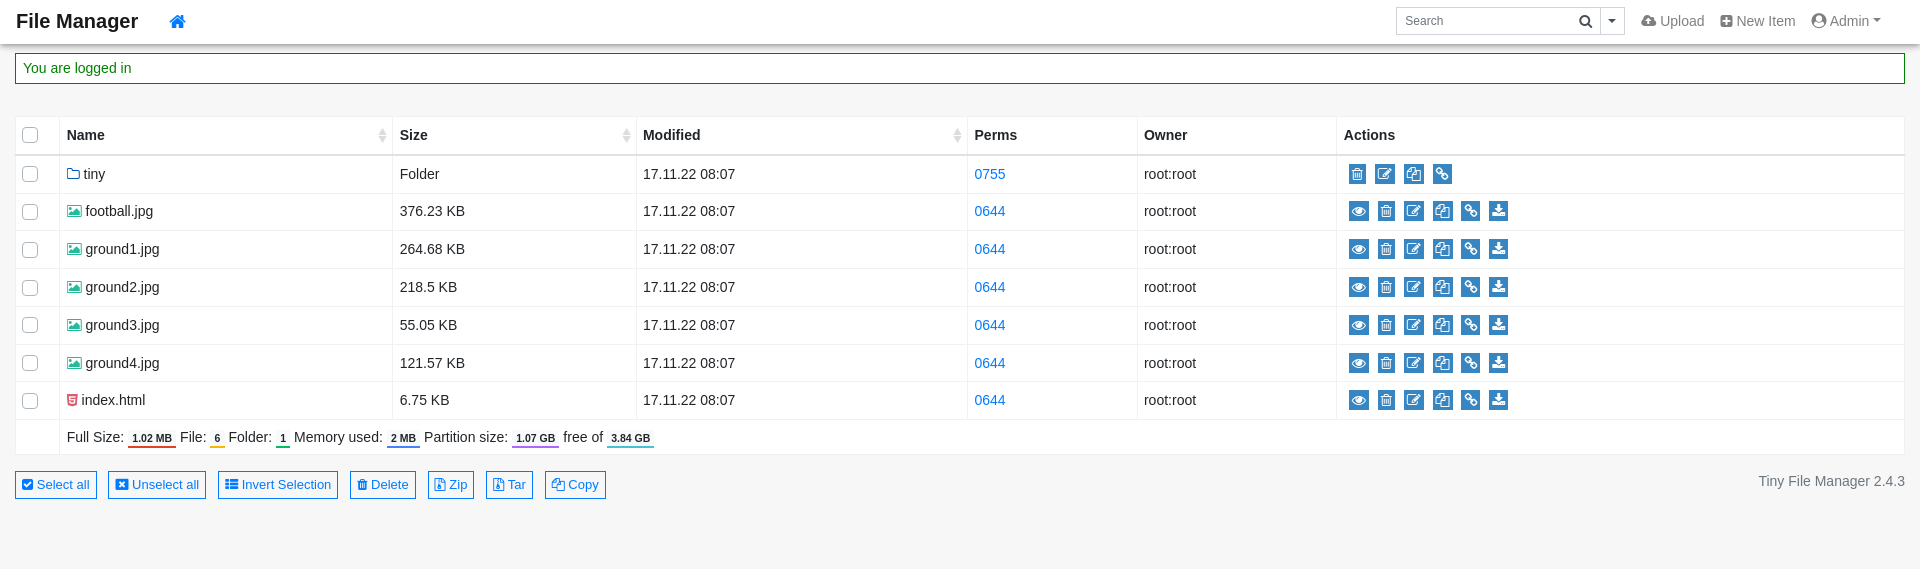 File Manager Search Upload New Item Admin
You are logged in
Name Size Modified Perms Owner Actions
tiny Folder 17.11.22 08:07 0755 root:root
football.jpg 376.23 KB 17.11.22 08:07 0644 root:root
ground1.jpg 264.68 KB 17.11.22 08:07 0644 root:root
ground2.jpg 218.5 KB 17.11.22 08:07 0644 root:root
ground3.jpg 55.05 KB 17.11.22 08:07 0644 root:root
ground4.jpg 121.57 KB 17.11.22 08:07 0644 root:root
index.html 6.75 KB 17.11.22 08:07 0644 root:root
Full Size: 1.02 MB File: 6 Folder: 1 Memory used: 2 MB Partition size: 1.07 GB free of 3.84 GB
Select all Unselect all Invert Selection Delete Zip Tar Copy Tiny File Manager 2.4.3